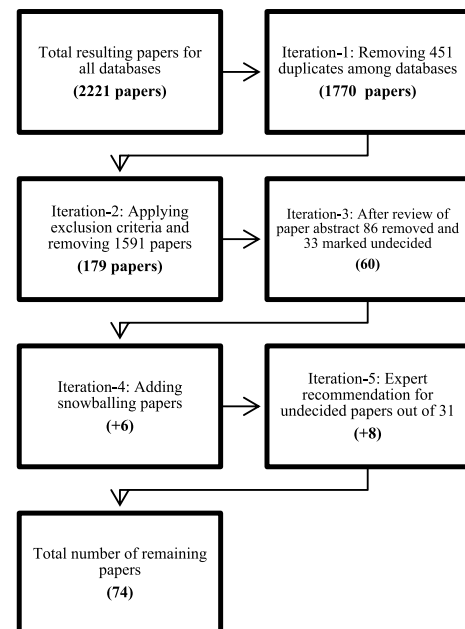 Total resulting papers for
all databases
(2221 papers)
Iteration-1: Removing 451
duplicates among databases
(1770 papers)
Iteration-2: Applying
exclusion criteria and
removing 1591 papers
(179 papers)
Iteration-3: After review of
paper abstract 86 removed and
33 marked undecided
(60)
Iteration-4: Adding
snowballing papers
(+6)
Iteration-5: Expert
recommendation for
undecided papers out of 31
(+8)
Total number of remaining
papers
(74)